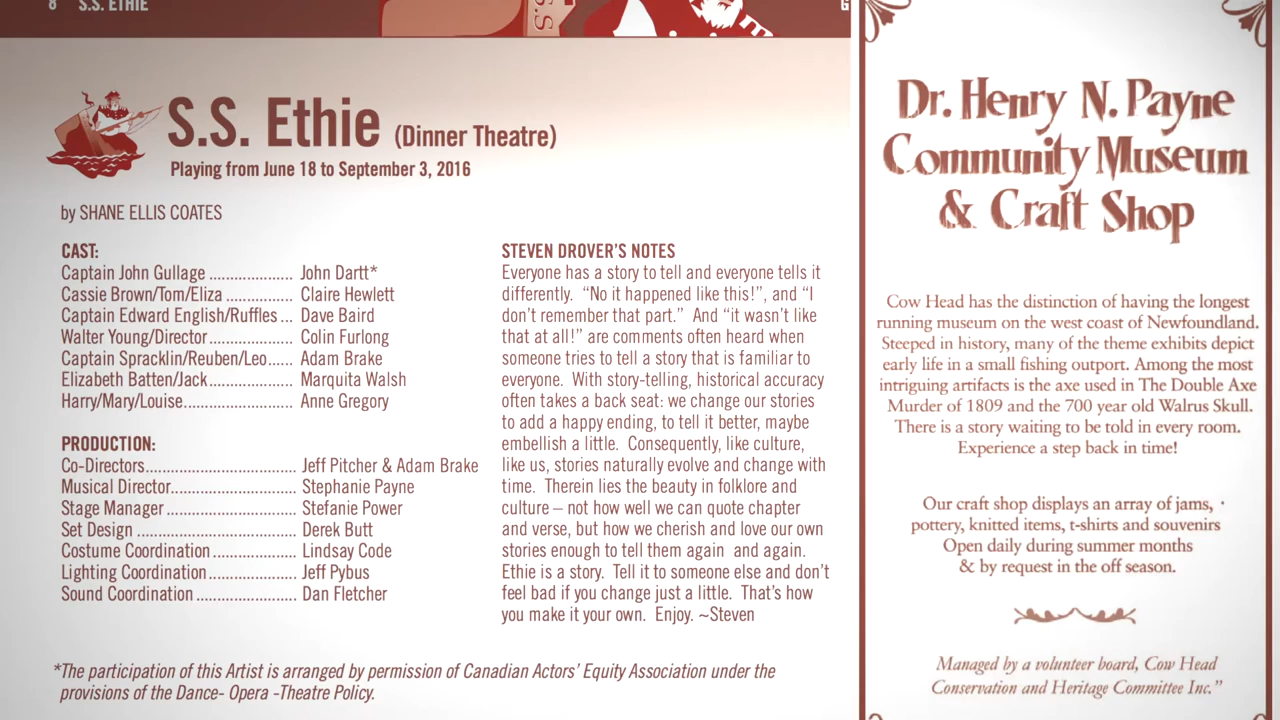 8 S.S. ETHIE
S.S
G
S.S. Ethie (Dinner Theatre)
Playing from June 18 to September 3, 2016
by SHANE ELLIS COATES
CAST:
Captain John Gullage .................... John Dartt*
Cassie Brown/Tom/Eliza ................ Claire Hewlett
Captain Edward English/Ruffles ... Dave Baird
Walter Young/Director .................... Colin Furlong
Captain Spracklin/Reuben/Leo...... Adam Brake
Elizabeth Batten/Jack.................... Marquita Walsh
Harry/Mary/Louise.......................... Anne Gregory
PRODUCTION:
Co-Directors.................................... Jeff Pitcher & Adam Brake
Musical Director.............................. Stephanie Payne
Stage Manager ............................... Stefanie Power
Set Design ...................................... Derek Butt
Costume Coordination .................... Lindsay Code
Lighting Coordination..................... Jeff Pybus
Sound Coordination ........................ Dan Fletcher
STEVEN DROVER'S NOTES
Everyone has a story to tell and everyone tells it
differently. “No it happened like this!”, and “I
don't remember that part.” And “it wasn't like
that at all!” are comments often heard when
someone tries to tell a story that is familiar to
everyone. With story-telling, historical accuracy
often takes a back seat: we change our stories
to add a happy ending, to tell it better, maybe
embellish a little. Consequently, like culture,
like us, stories naturally evolve and change with
time. Therein lies the beauty in folklore and
culture – not how well we can quote chapter
and verse, but how we cherish and love our own
stories enough to tell them again and again.
Ethie is a story. Tell it to someone else and don't
feel bad if you change just a little. That's how
you make it your own. Enjoy. ~Steven
*The participation of this Artist is arranged by permission of Canadian Actors' Equity Association under the
provisions of the Dance- Opera -Theatre Policy.
Dr. Henry N. Payne
Community Museum
& Craft Shop
Cow Head has the distinction of having the longest
running museum on the west coast of Newfoundland.
Steeped in history, many of the theme exhibits depict
early life in a small fishing outport. Among the most
intriguing artifacts is the axe used in The Double Axe
Murder of 1809 and the 700 year old Walrus Skull.
There is a story waiting to be told in every room.
Experience a step back in time!
Our craft shop displays an array of jams,
pottery, knitted items, t-shirts and souvenirs
Open daily during summer months
& by request in the off season.
Managed by a volunteer board, Cow Head
Conservation and Heritage Committee Inc.”